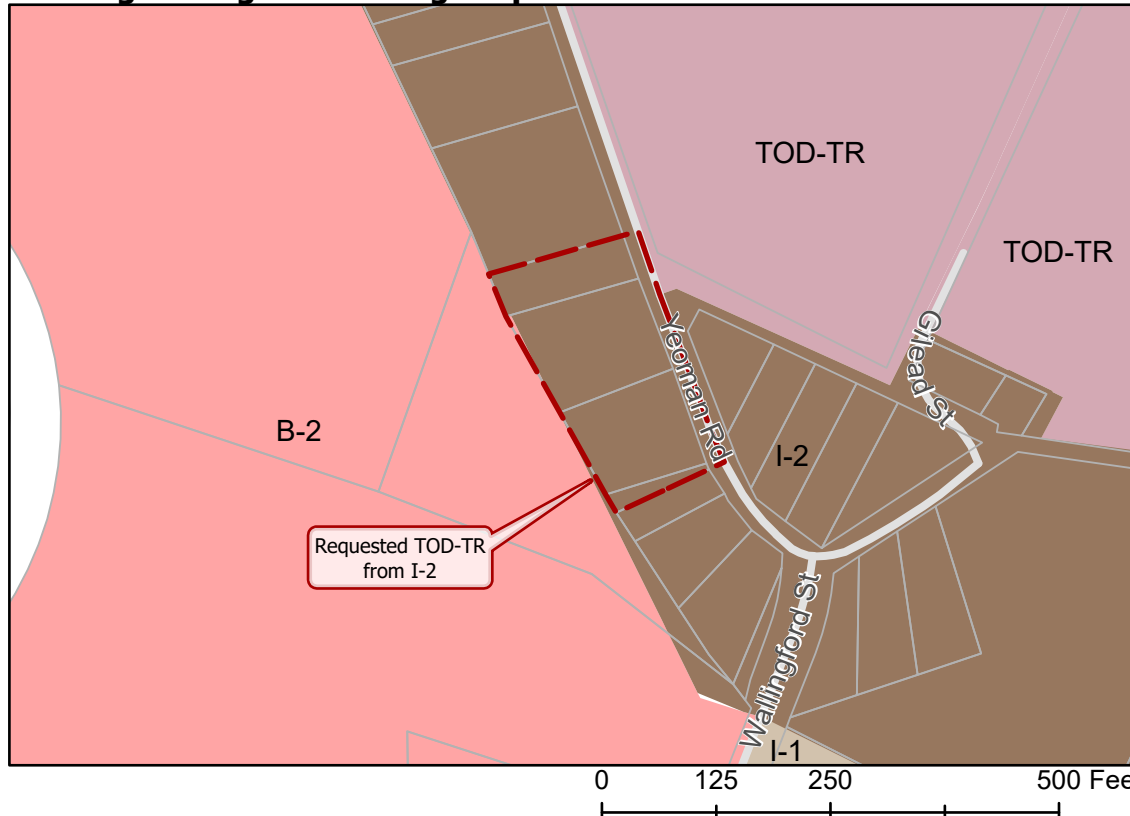 TOD-TR
TOD-TR
Gilead St
Yeoman Rd
B-2
I-2
Requested TOD-TR
from I-2
Wallingford St
I-1
0 125 250 500 Fee